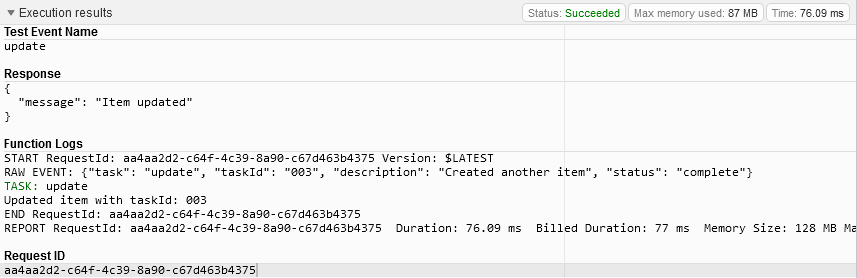 Execution results
Status: Succeeded Max memory used: 87 MB Time: 76.09 ms
Test Event Name
update
Response
{
  "message": "Item updated"
}
Function Logs
START RequestId: aa4aa2d2-c64f-4c39-8a90-c67d463b4375 Version: $LATEST
RAW EVENT: {"task": "update", "taskId": "003", "description": "Created another item", "status": "complete"}
TASK: update
Updated item with taskId: 003
END RequestId: aa4aa2d2-c64f-4c39-8a90-c67d463b4375
REPORT RequestId: aa4aa2d2-c64f-4c39-8a90-c67d463b4375  Duration: 76.09 ms  Billed Duration: 77 ms  Memory Size: 128 MB Ma
Request ID
aa4aa2d2-c64f-4c39-8a90-c67d463b4375